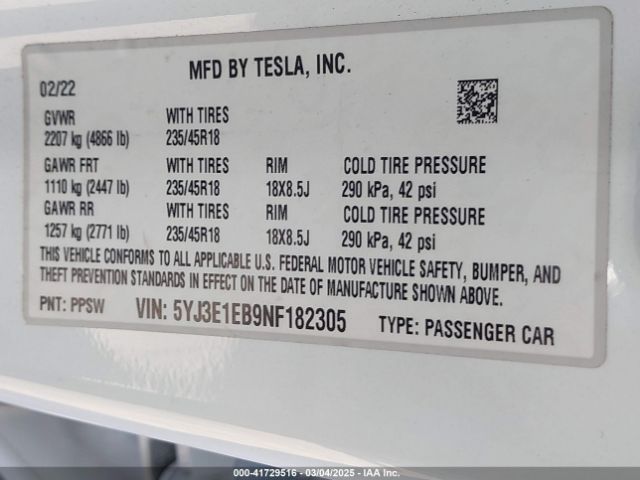 MFD BY TESLA, INC.
02/22
GVWR WITH TIRES
2207 kg (4866 lb) 235/45R18
GAWR FRT WITH TIRES RIM COLD TIRE PRESSURE
1110 kg (2447 lb) 235/45R18 18X8.5J 290 kPa, 42 psi
GAWR RR WITH TIRES RIM COLD TIRE PRESSURE
1257 kg (2771 lb) 235/45R18 18X8.5J 290 kPa, 42 psi
THIS VEHICLE CONFORMS TO ALL APPLICABLE U.S. FEDERAL MOTOR VEHICLE SAFETY, BUMPER, AND
THEFT PREVENTION STANDARDS IN EFFECT ON THE DATE OF MANUFACTURE SHOWN ABOVE.
PNT: PPSW VIN: 5YJ3E1EB9NF182305 TYPE: PASSENGER CAR
000-41729516 - 03/04/2025 - IAA Inc. (C) Copyright